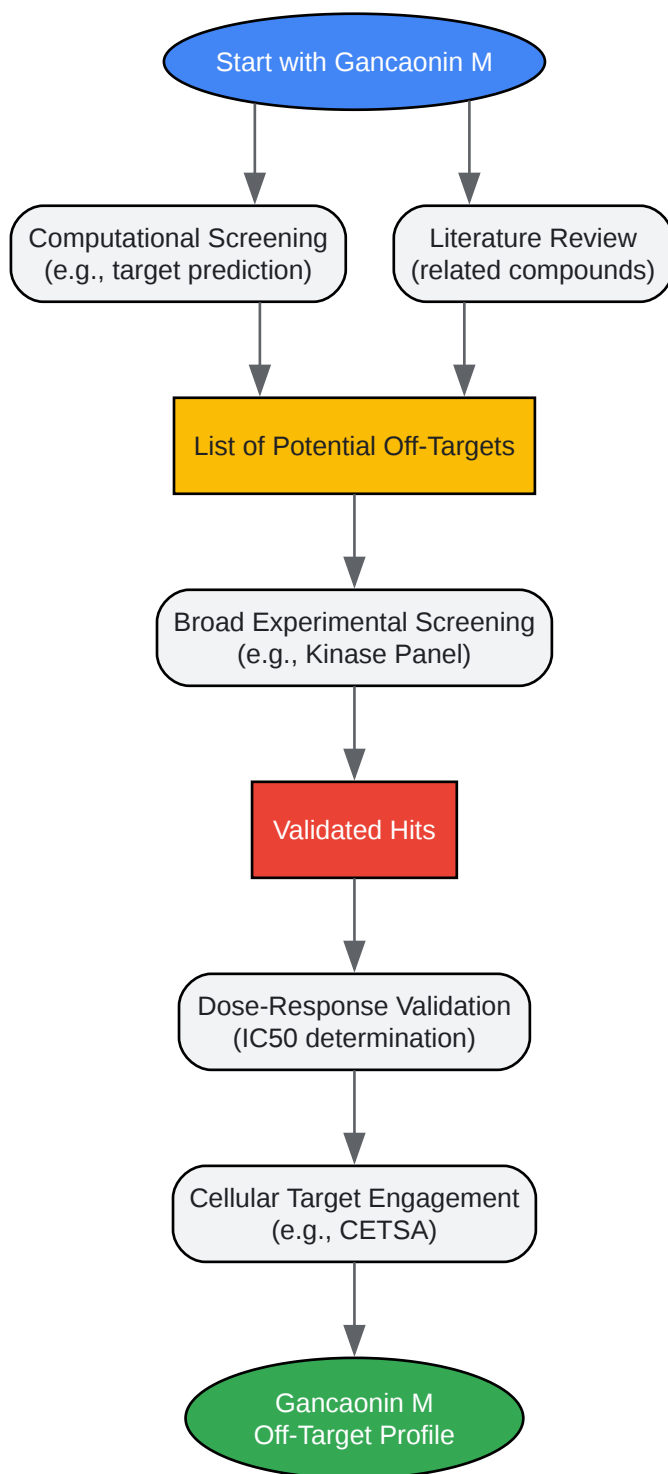 Start with Gancaonin M
Computational Screening
(e.g., target prediction)
Literature Review
(related compounds)
List of Potential Off-Targets
Broad Experimental Screening
(e.g., Kinase Panel)
Validated Hits
Dose-Response Validation
(IC50 determination)
Cellular Target Engagement
(e.g., CETSA)
Gancaonin M
Off-Target Profile